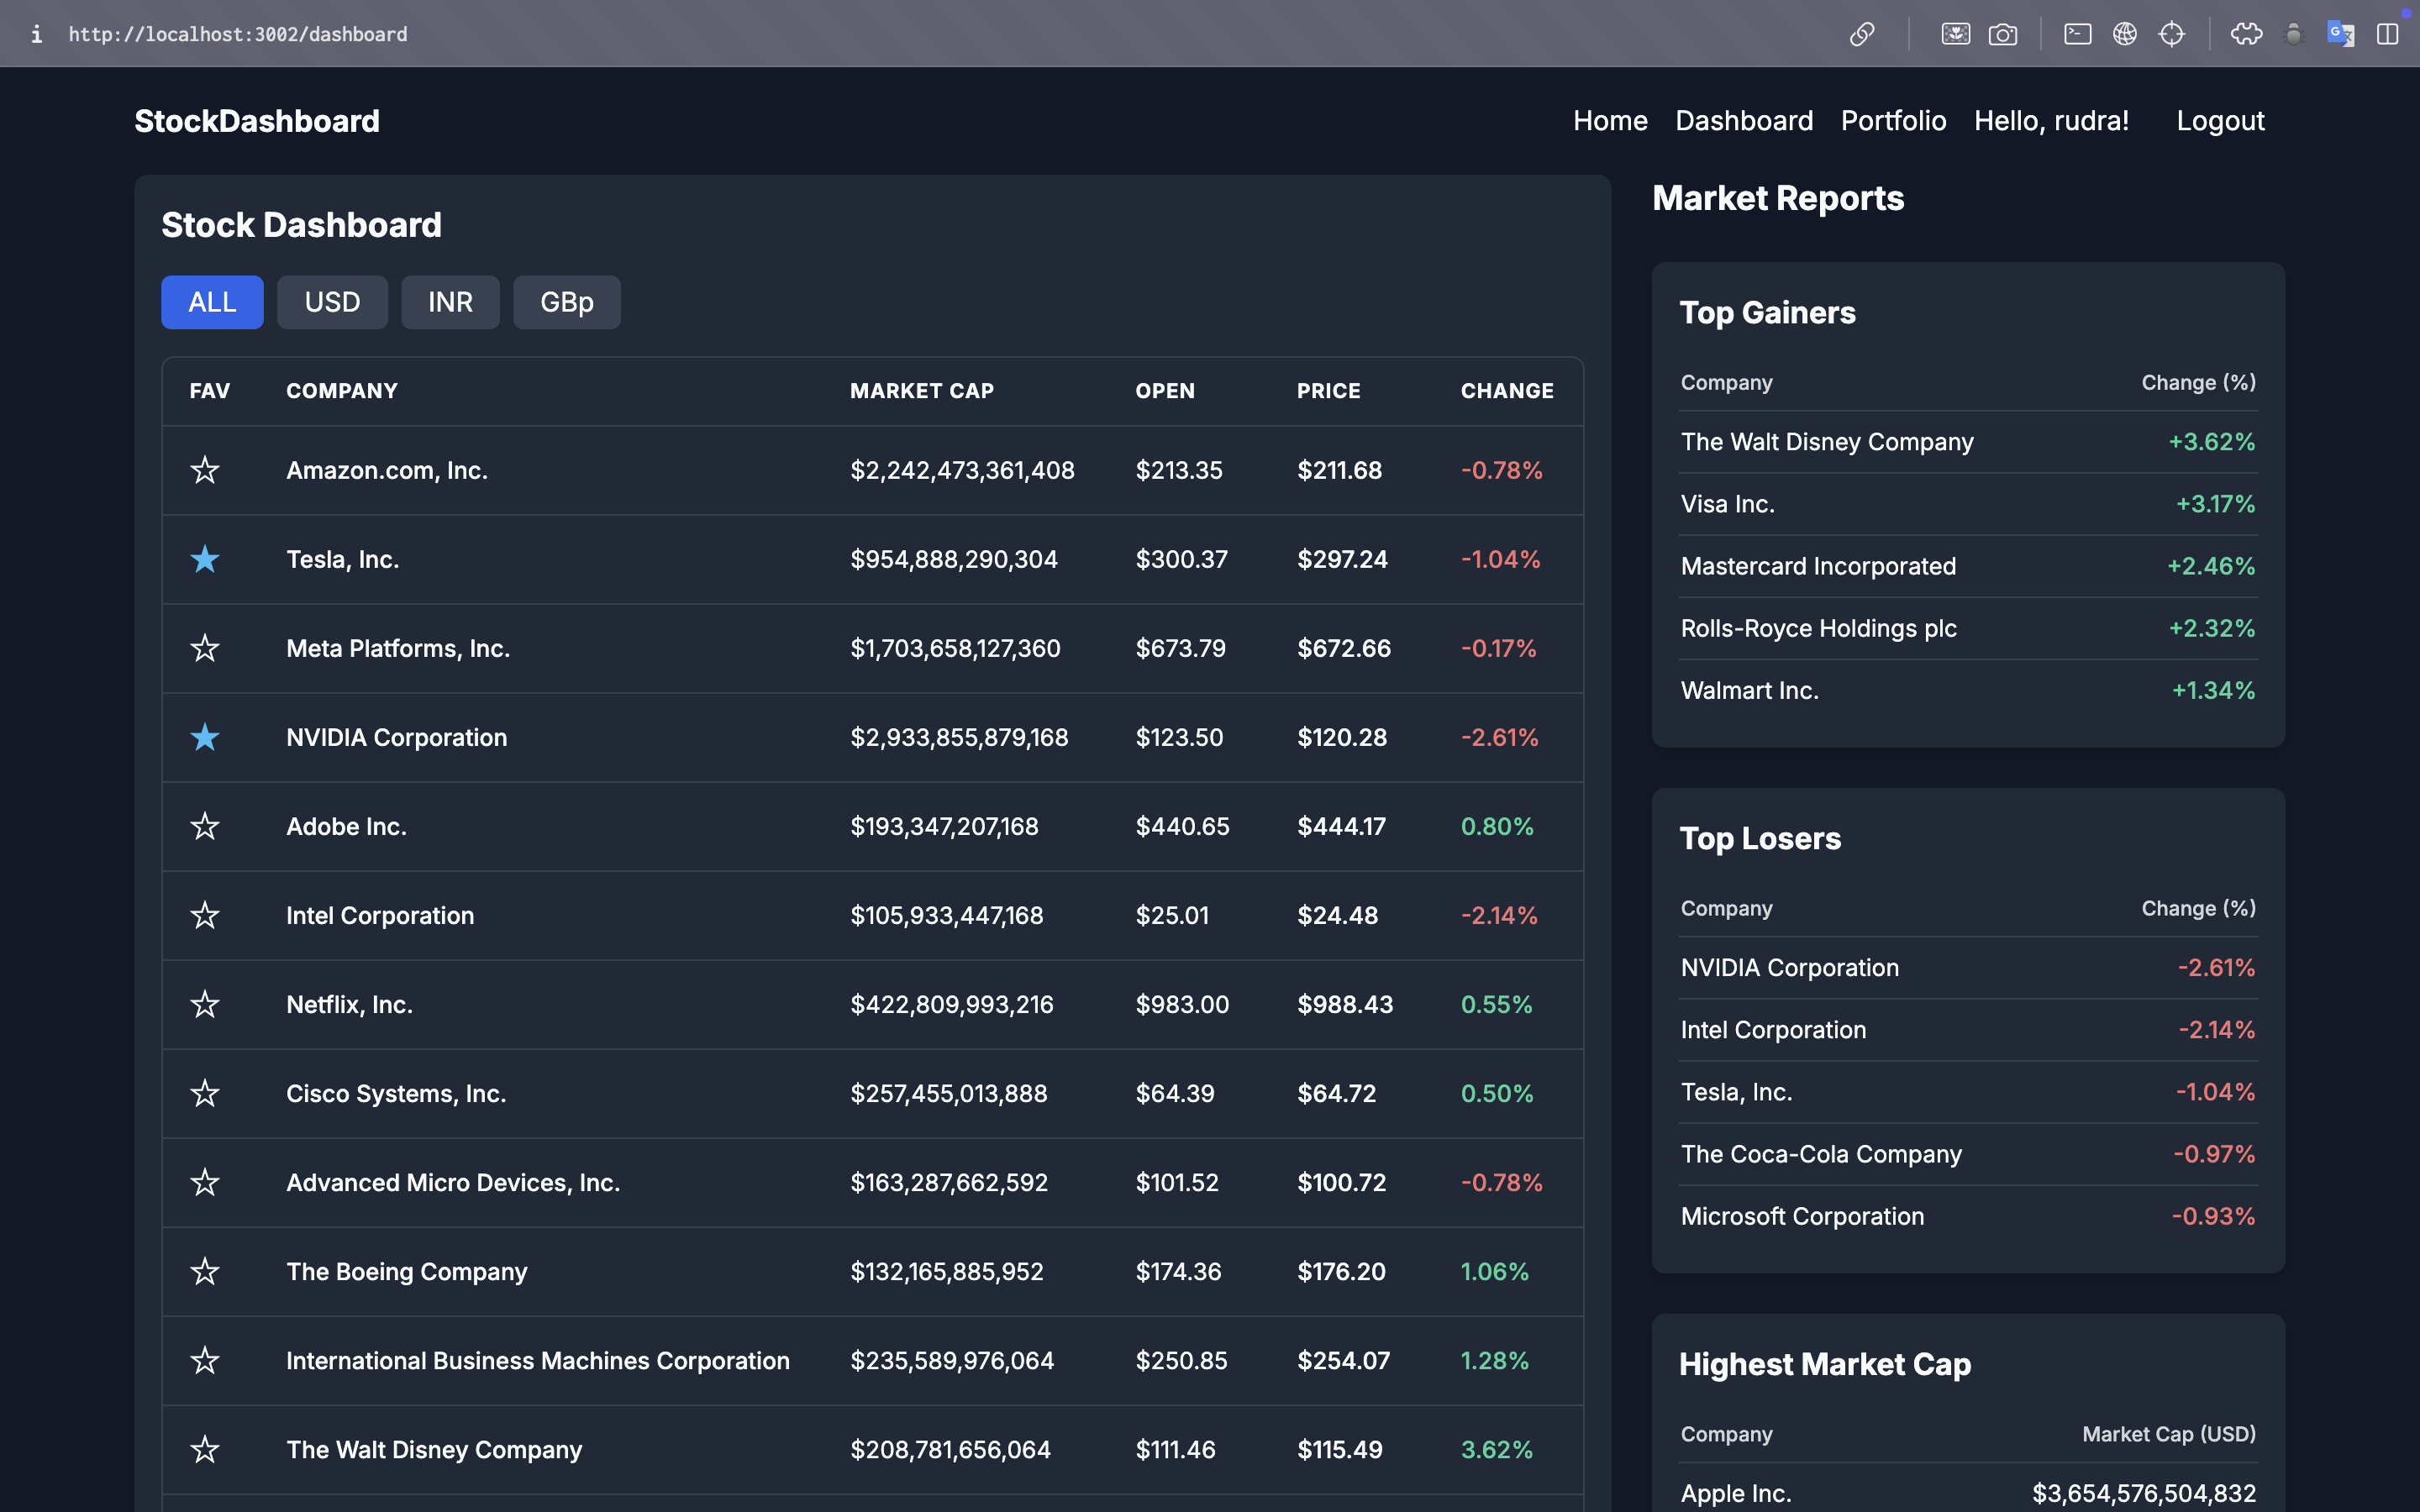 http://localhost:3002/dashboard
StockDashboard
Home Dashboard Portfolio Hello, rudra! Logout
Stock Dashboard
ALL USD INR GBp
FAV COMPANY MARKET CAP OPEN PRICE CHANGE
Amazon.com, Inc. $2,242,473,361,408 $213.35 $211.68 -0.78%
Tesla, Inc. $954,888,290,304 $300.37 $297.24 -1.04%
Meta Platforms, Inc. $1,703,658,127,360 $673.79 $672.66 -0.17%
NVIDIA Corporation $2,933,855,879,168 $123.50 $120.28 -2.61%
Adobe Inc. $193,347,207,168 $440.65 $444.17 0.80%
Intel Corporation $105,933,447,168 $25.01 $24.48 -2.14%
Netflix, Inc. $422,809,993,216 $983.00 $988.43 0.55%
Cisco Systems, Inc. $257,455,013,888 $64.39 $64.72 0.50%
Advanced Micro Devices, Inc. $163,287,662,592 $101.52 $100.72 -0.78%
The Boeing Company $132,165,885,952 $174.36 $176.20 1.06%
International Business Machines Corporation $235,589,976,064 $250.85 $254.07 1.28%
The Walt Disney Company $208,781,656,064 $111.46 $115.49 3.62%
Market Reports
Top Gainers
Company Change (%)
The Walt Disney Company +3.62%
Visa Inc. +3.17%
Mastercard Incorporated +2.46%
Rolls-Royce Holdings plc +2.32%
Walmart Inc. +1.34%
Top Losers
Company Change (%)
NVIDIA Corporation -2.61%
Intel Corporation -2.14%
Tesla, Inc. -1.04%
The Coca-Cola Company -0.97%
Microsoft Corporation -0.93%
Highest Market Cap
Company Market Cap (USD)
Apple Inc. $3,654,576,504,832